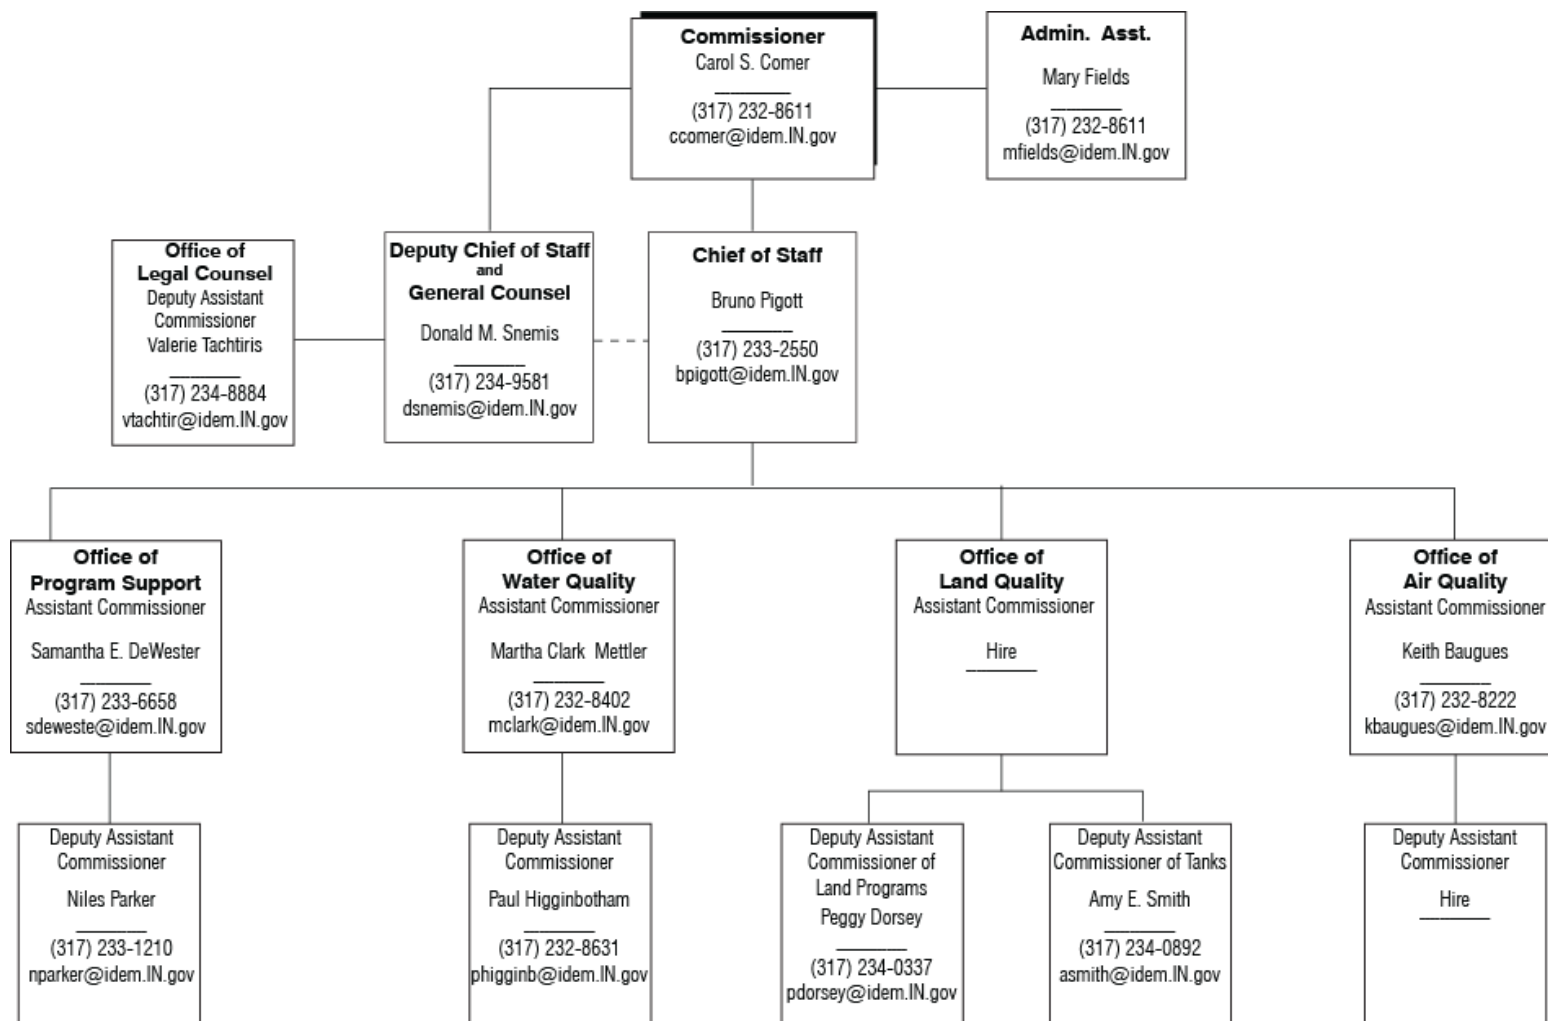 Commissioner
Carol S. Comer
(317) 232-8611
ccomer@idem.IN.gov
Admin. Asst.
Mary Fields
(317) 232-8611
mfields@idem.IN.gov
Office of
Legal Counsel
Deputy Assistant
Commissioner
Valerie Tachtiris
(317) 234-8884
vtachtir@idem.IN.gov
Deputy Chief of Staff
and
General Counsel
Donald M. Snemis
(317) 234-9581
dsnemis@idem.IN.gov
Chief of Staff
Bruno Pigott
(317) 233-2550
bpigott@idem.IN.gov
Office of
Program Support
Assistant Commissioner
Samantha E. DeWester
(317) 233-6658
sdeweste@idem.IN.gov
Office of
Water Quality
Assistant Commissioner
Martha Clark Mettler
(317) 232-8402
mclark@idem.IN.gov
Office of
Land Quality
Assistant Commissioner
Hire
Office of
Air Quality
Assistant Commissioner
Keith Baugues
(317) 232-8222
kbaugues@idem.IN.gov
Deputy Assistant
Commissioner
Niles Parker
(317) 233-1210
nparker@idem.IN.gov
Deputy Assistant
Commissioner
Paul Higginbotham
(317) 232-8631
phigginb@idem.IN.gov
Deputy Assistant
Commissioner of
Land Programs
Peggy Dorsey
(317) 234-0337
pdorsey@idem.IN.gov
Deputy Assistant
Commissioner of Tanks
Amy E. Smith
(317) 234-0892
asmith@idem.IN.gov
Deputy Assistant
Commissioner
Hire